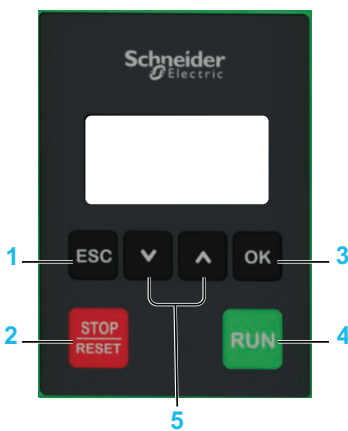 Schneider
Electric
1 ESC OK 3
2 STOP RESET RUN 4
5